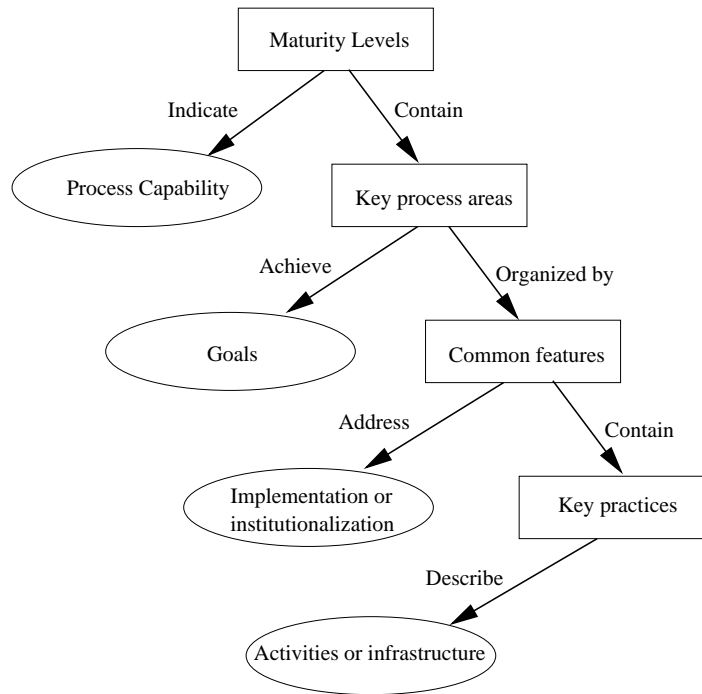 Maturity Levels
Indicate
Contain
Process Capability
Key process areas
Achieve
Organized by
Goals
Common features
Address
Contain
Implementation or
institutionalization
Key practices
Describe
Activities or infrastructure